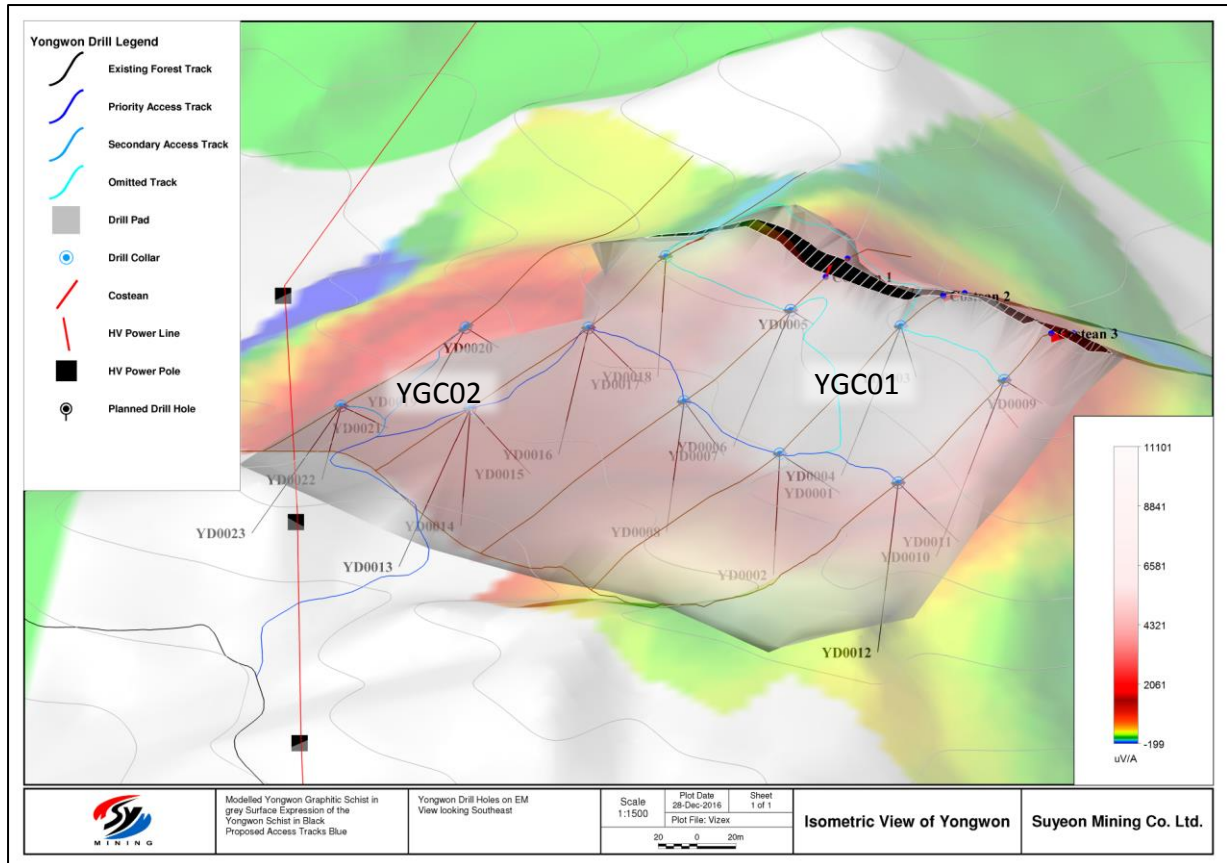 Yongwon Drill Legend
Existing Forest Track
Priority Access Track
Secondary Access Track
Omitted Track
Drill Pad
Drill Collar
Costean
HV Power Line
HV Power Pole
Planned Drill Hole
1
Costean 2
Costean 3
YD0005
YD0020
YD0018
YD0017
YGC02
YGC01
YD0009
YD0021
YD0006
YD0007
YD0016
YD0015
YD0004
YD0001
YD0022
YD0023
YD0014
YD0008
YD0011
YD0010
YD0013
YD0002
YD0012
11101
8841
6581
4321
2061
-199
uV/A
SY
MINING
Modelled Yongwon Graphitic Schist in
grey Surface Expression of the
Yongwon Schist in Black
Proposed Access Tracks Blue
Yongwon Drill Holes on EM
View looking Southeast
Scale
1:1500
Plot Date
28-Dec-2016
Sheet
1 of 1
Plot File: Vizex
20 0 20m
Isometric View of Yongwon
Suyeon Mining Co. Ltd.